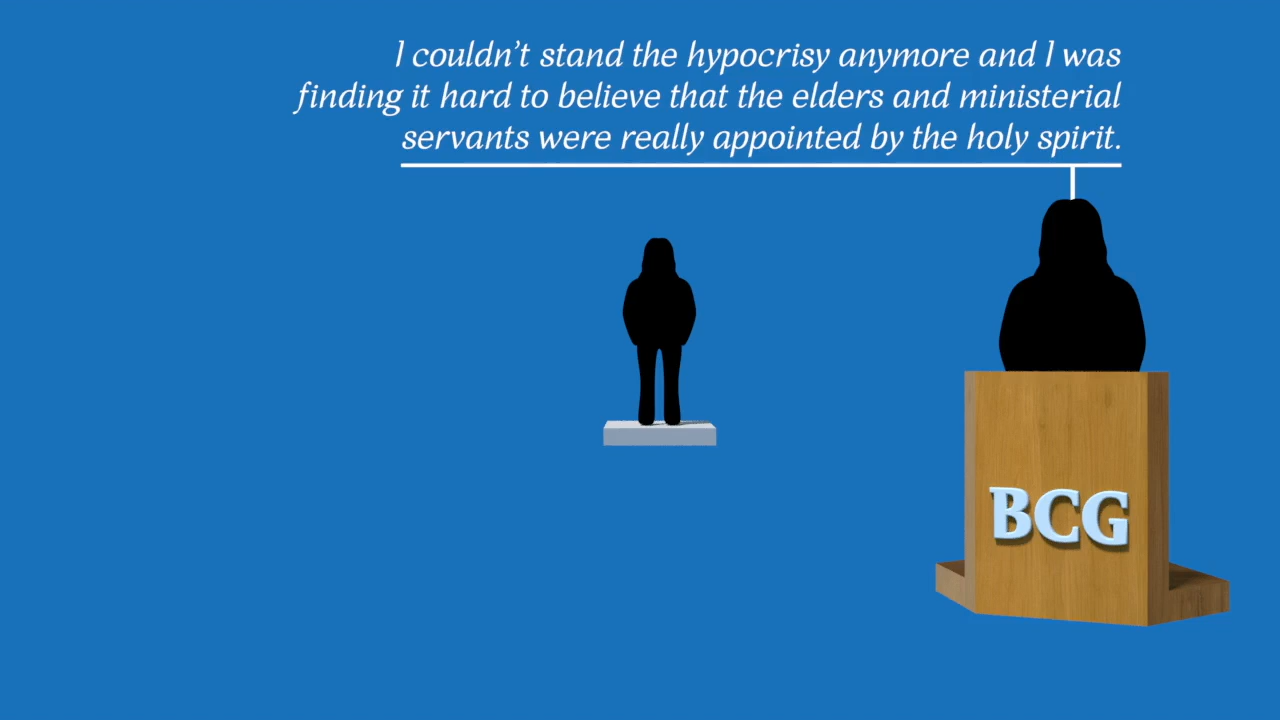 I couldn’t stand the hypocrisy anymore and I was
finding it hard to believe that the elders and ministerial
servants were really appointed by the holy spirit.
BCG